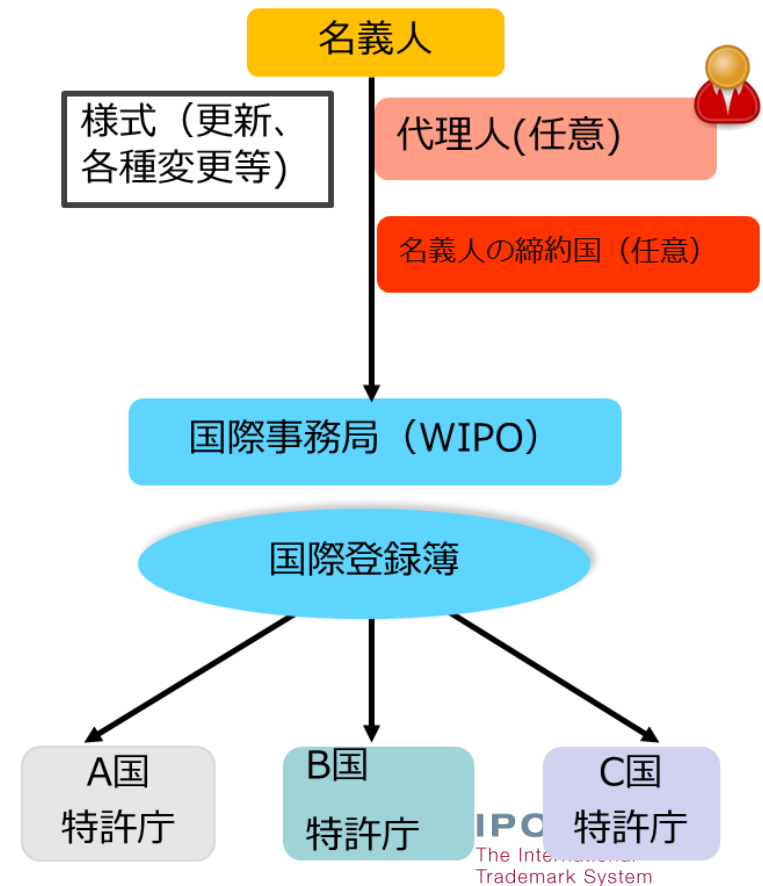 名義人
様式（更新、
各種変更等)
代理人(任意)
名義人の締約国（任意）
国際事務局（WIPO）
国際登録簿
A国
特許庁
B国
特許庁
C国
特許庁
The International
Trademark System